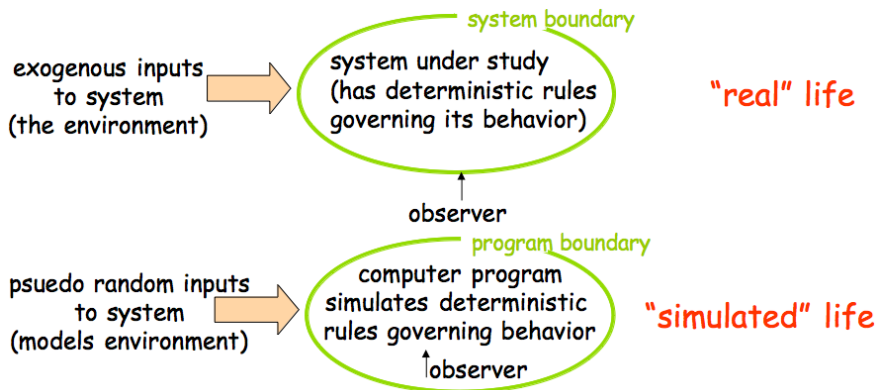 system boundary
exogenous inputs
to system
(the environment)
system under study
(has deterministic rules
governing its behavior)
"real" life
observer
program boundary
psuedo random inputs
to system
(models environment)
computer program
simulates deterministic
rules governing behavior
observer
"simulated" life